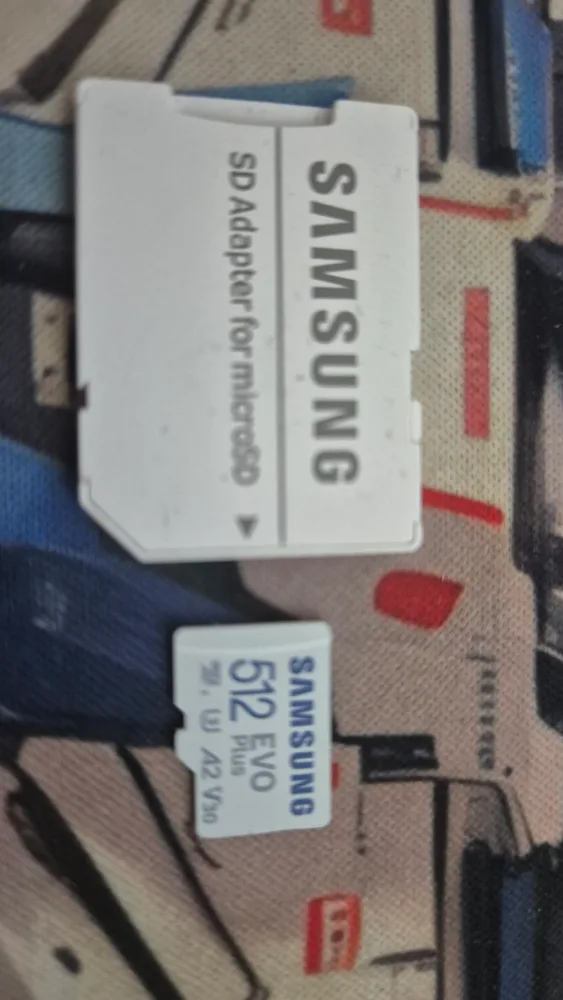 SAMSUNG
SD Adapter for microSD
SAMSUNG
512 EVO
Plus
A2 V30